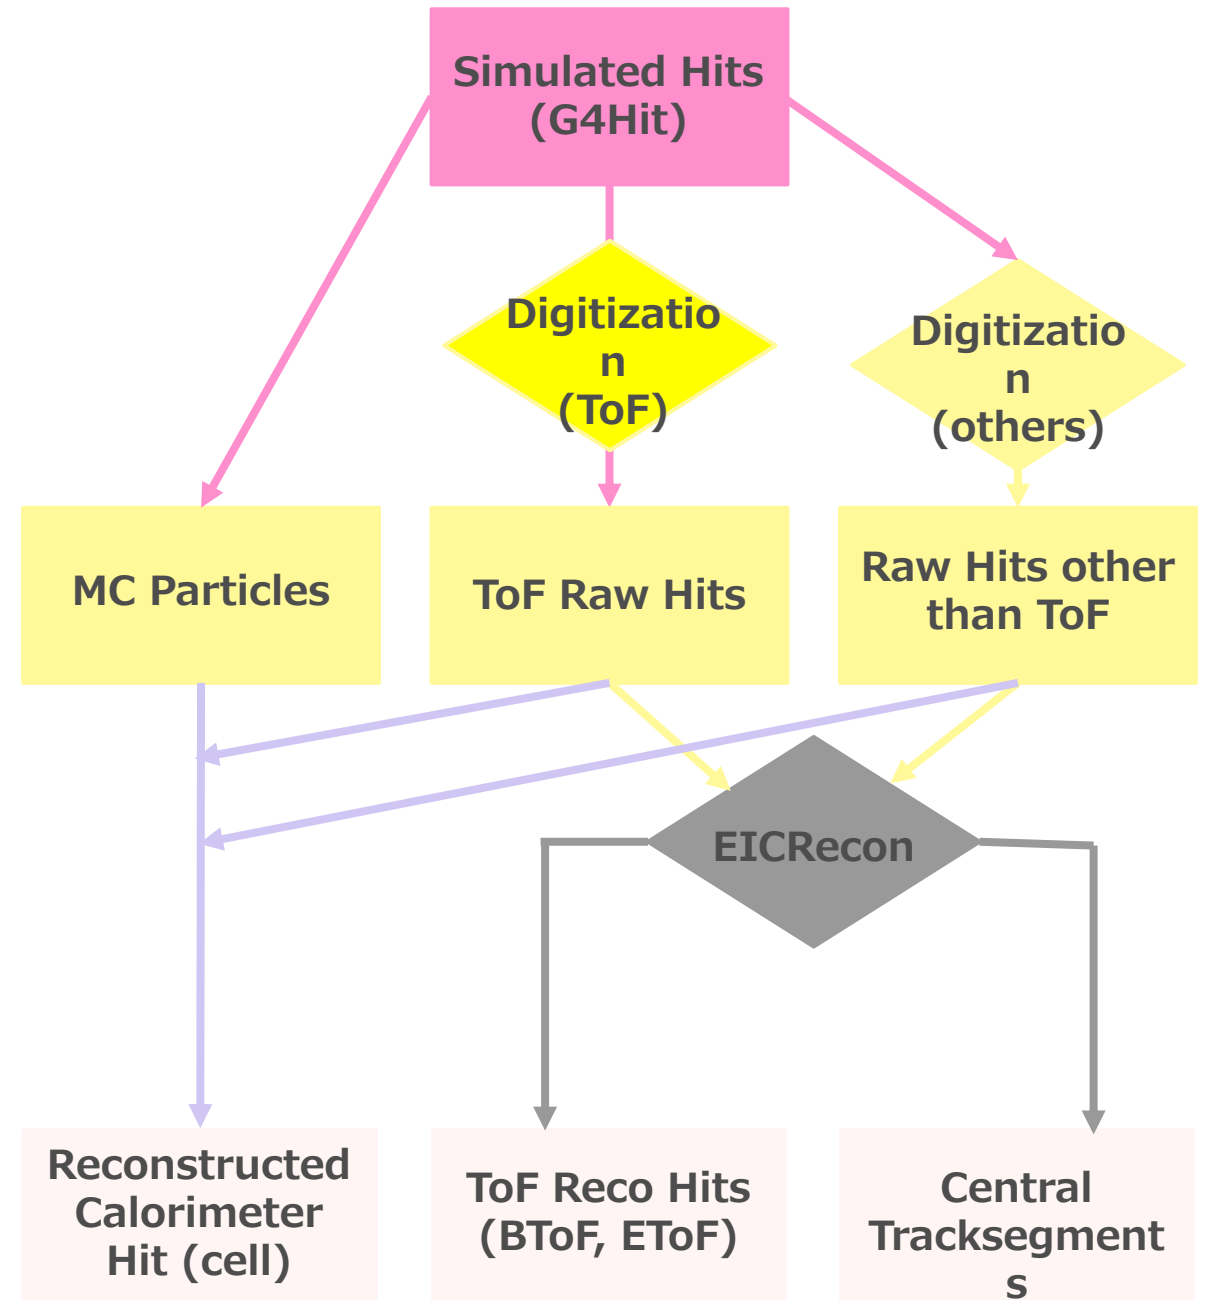 Simulated Hits
(G4Hit)
Digitizatio
n
(ToF)
Digitizatio
n
(others)
MC Particles
ToF Raw Hits
Raw Hits other
than ToF
EICRecon
Reconstructed
Calorimeter
Hit (cell)
ToF Reco Hits
(BToF, EToF)
Central
Tracksegment
s